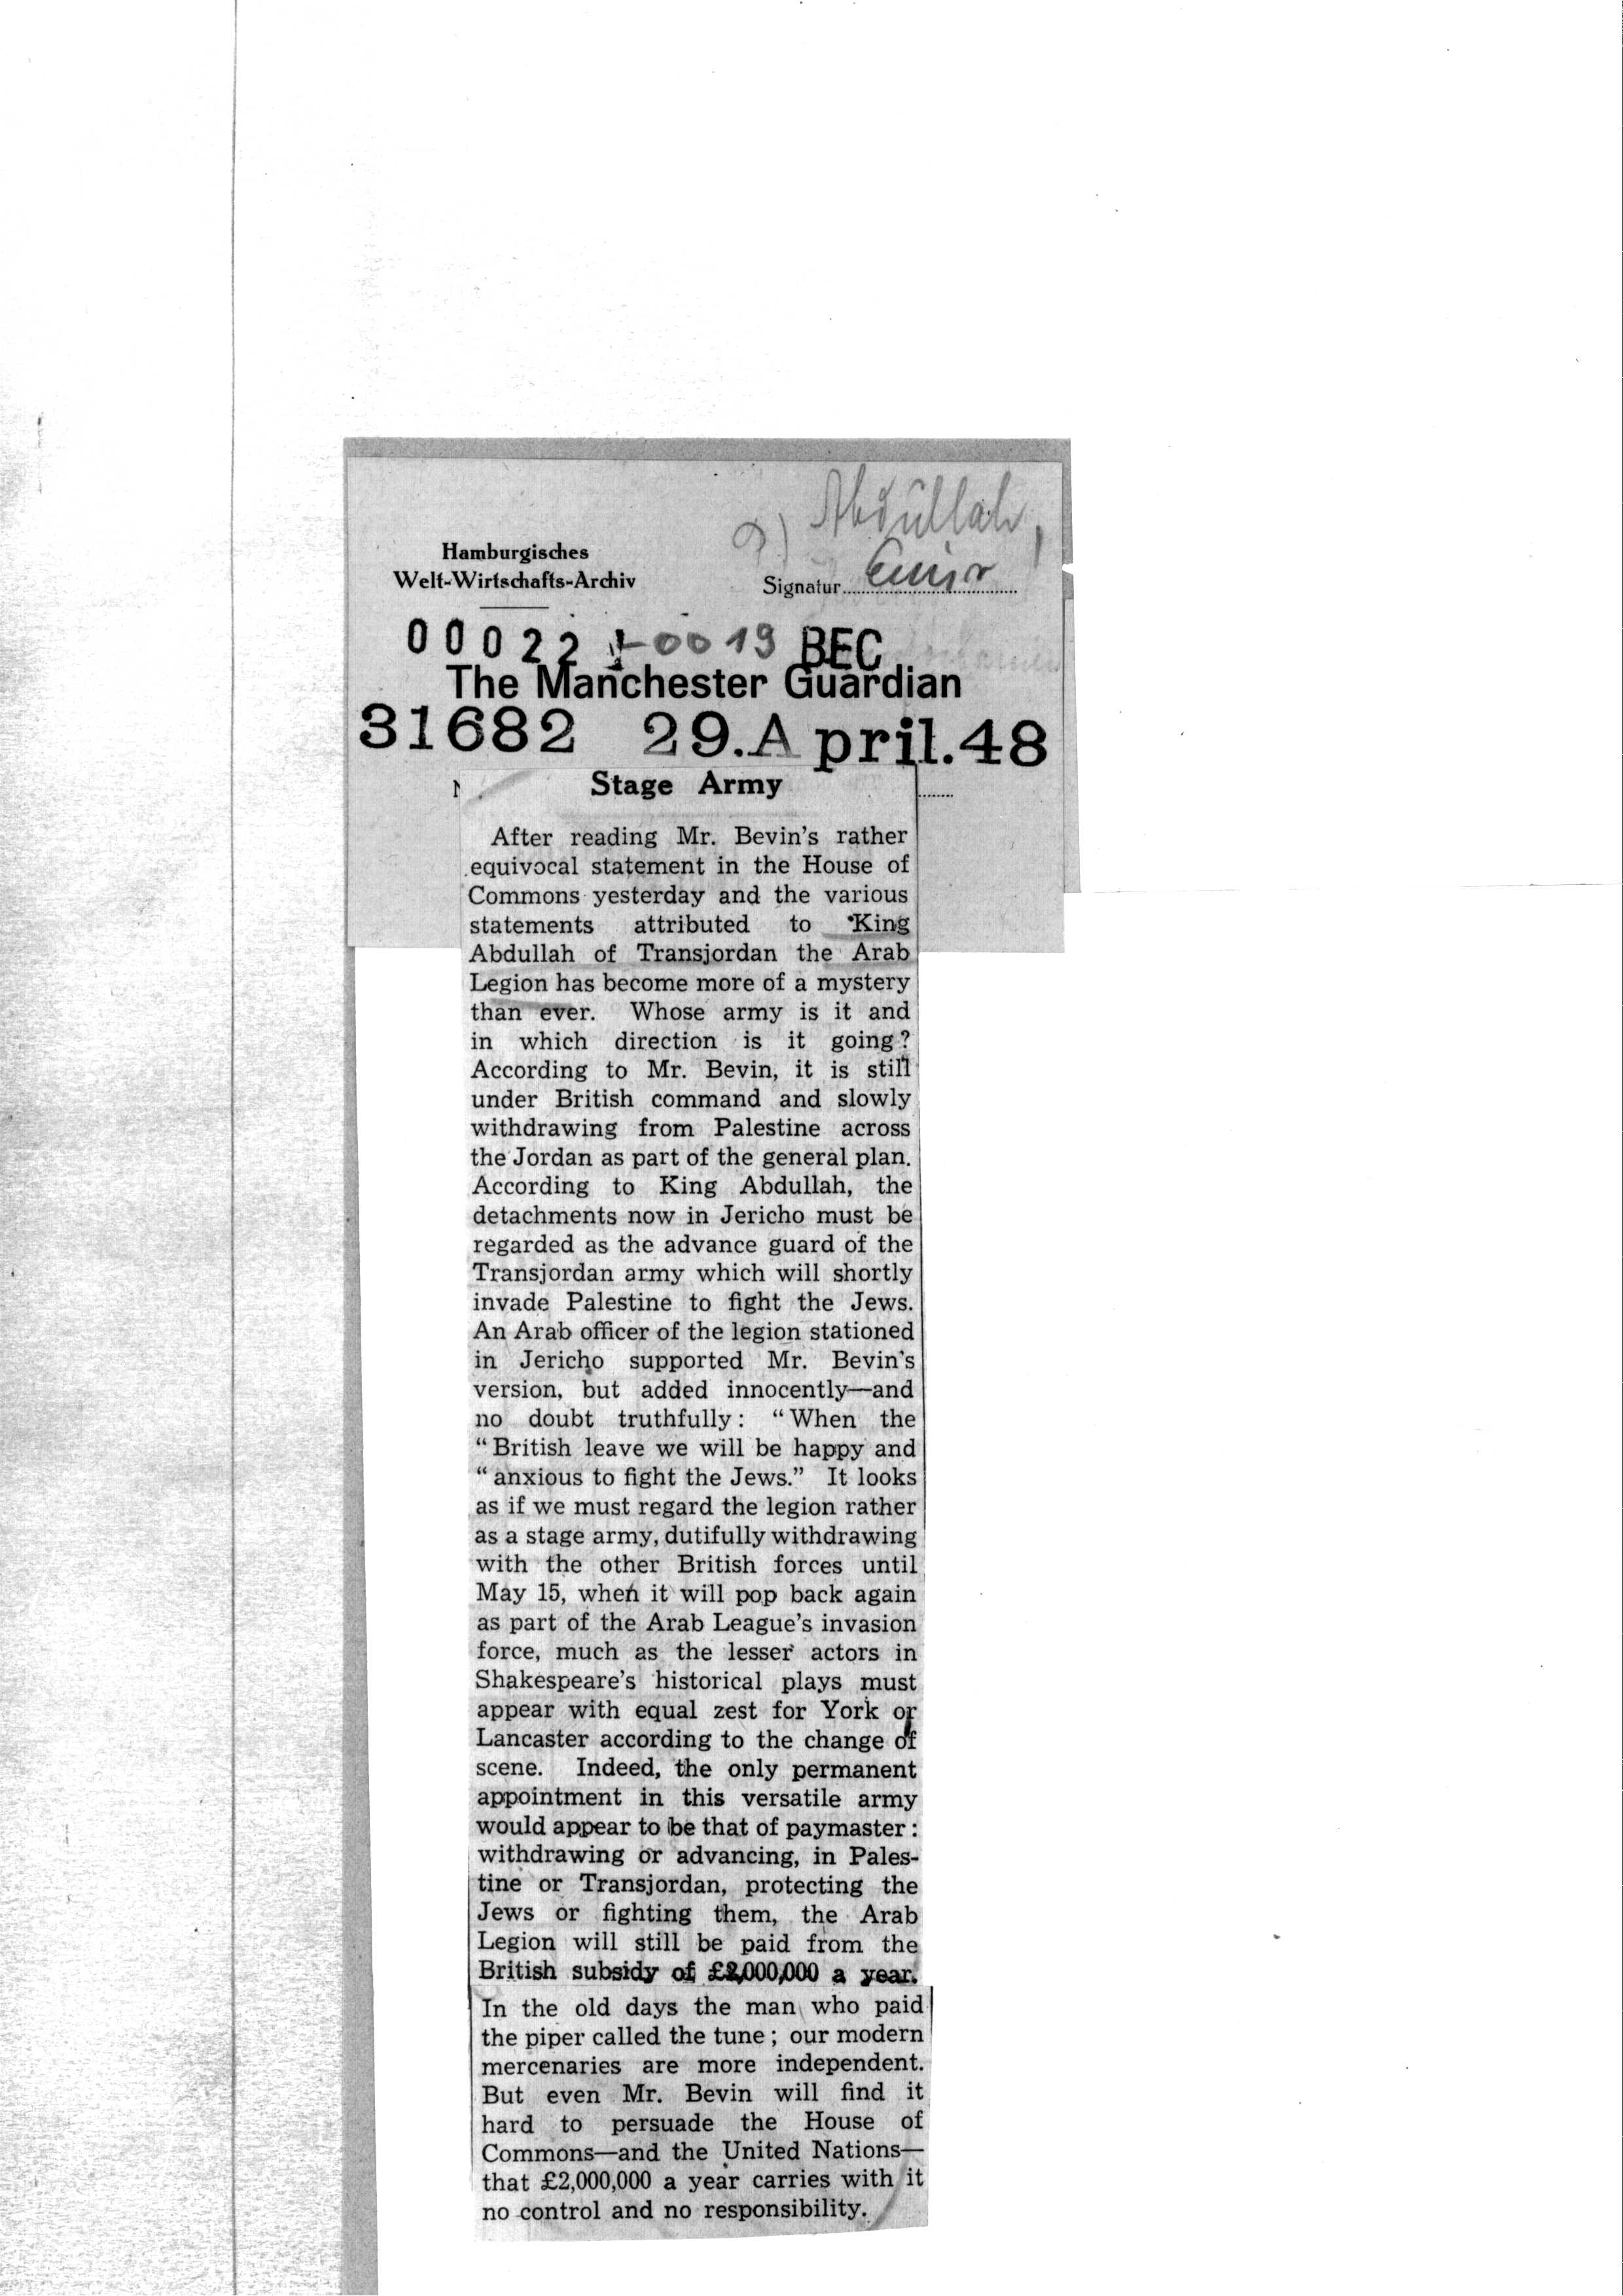 Abdullah,
Hamburgisches
Welt-Wirtschafts-Archiv
Signatur Emir
00022 0019 BEC
The Manchester Guardian
31682 29.April.48
Stage Army
After reading Mr. Bevin's rather
equivocal statement in the House of
Commons yesterday and the various
statements attributed to King
Abdullah of Transjordan the Arab
Legion has become more of a mystery
than ever. Whose army is it and
in which direction is it going?
According to Mr. Bevin, it is still
under British command and slowly
withdrawing from Palestine across
the Jordan as part of the general plan.
According to King Abdullah, the
detachments now in Jericho must be
regarded as the advance guard of the
Transjordan army which will shortly
invade Palestine to fight the Jews.
An Arab officer of the legion stationed
in Jericho supported Mr. Bevin's
version, but added innocently—and
no doubt truthfully: "When the
"British leave we will be happy and
"anxious to fight the Jews." It looks
as if we must regard the legion rather
as a stage army, dutifully withdrawing
with the other British forces until
May 15, when it will pop back again
as part of the Arab League's invasion
force, much as the lesser actors in
Shakespeare's historical plays must
appear with equal zest for York or
Lancaster according to the change of
scene. Indeed, the only permanent
appointment in this versatile army
would appear to be that of paymaster:
withdrawing or advancing, in Pales-
tine or Transjordan, protecting the
Jews or fighting them, the Arab
Legion will still be paid from the
British subsidy of £2,000,000 a year.
In the old days the man who paid
the piper called the tune; our modern
mercenaries are more independent.
But even Mr. Bevin will find it
hard to persuade the House of
Commons—and the United Nations—
that £2,000,000 a year carries with it
no control and no responsibility.